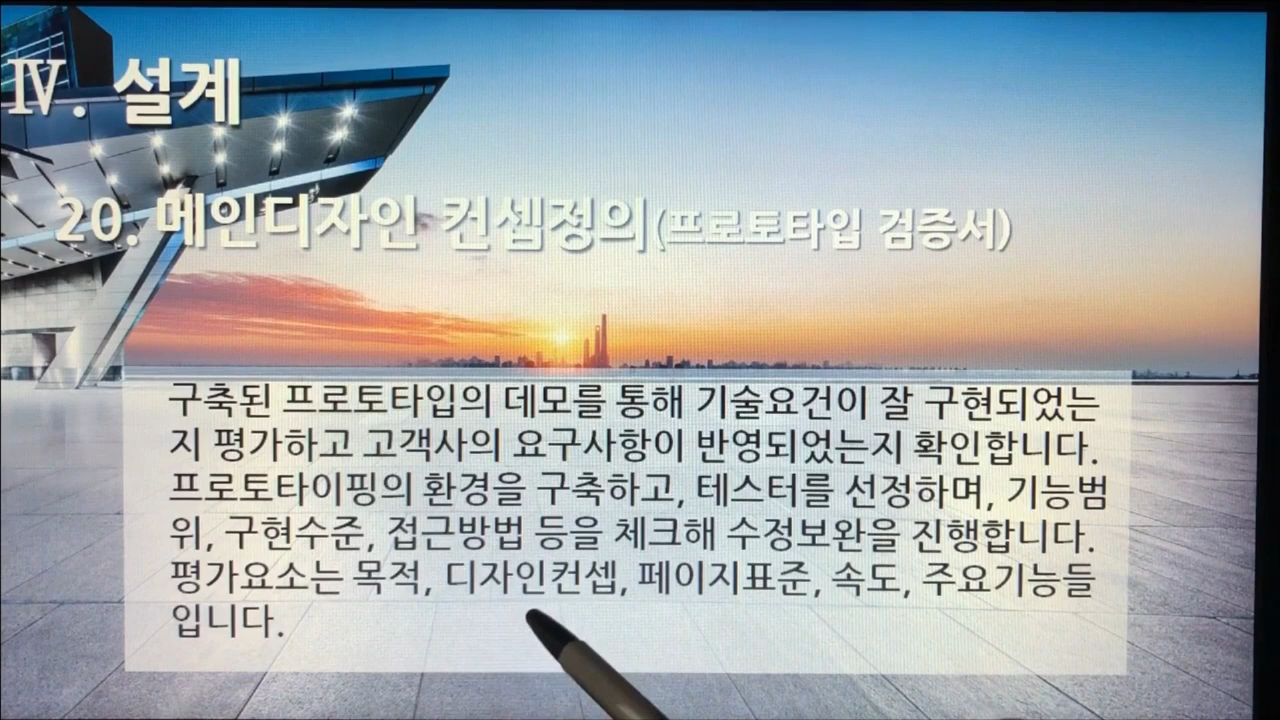 Ⅳ. 설계
20. 메인디자인 컨셉정의(프로토타입 검증서)
구축된 프로토타입의 데모를 통해 기술요건이 잘 구현되었는
지 평가하고 고객사의 요구사항이 반영되었는지 확인합니다.
프로토타이핑의 환경을 구축하고, 테스터를 선정하며, 기능범
위, 구현수준, 접근방법 등을 체크해 수정보완을 진행합니다.
평가요소는 목적, 디자인컨셉, 페이지표준, 속도, 주요기능들
입니다.